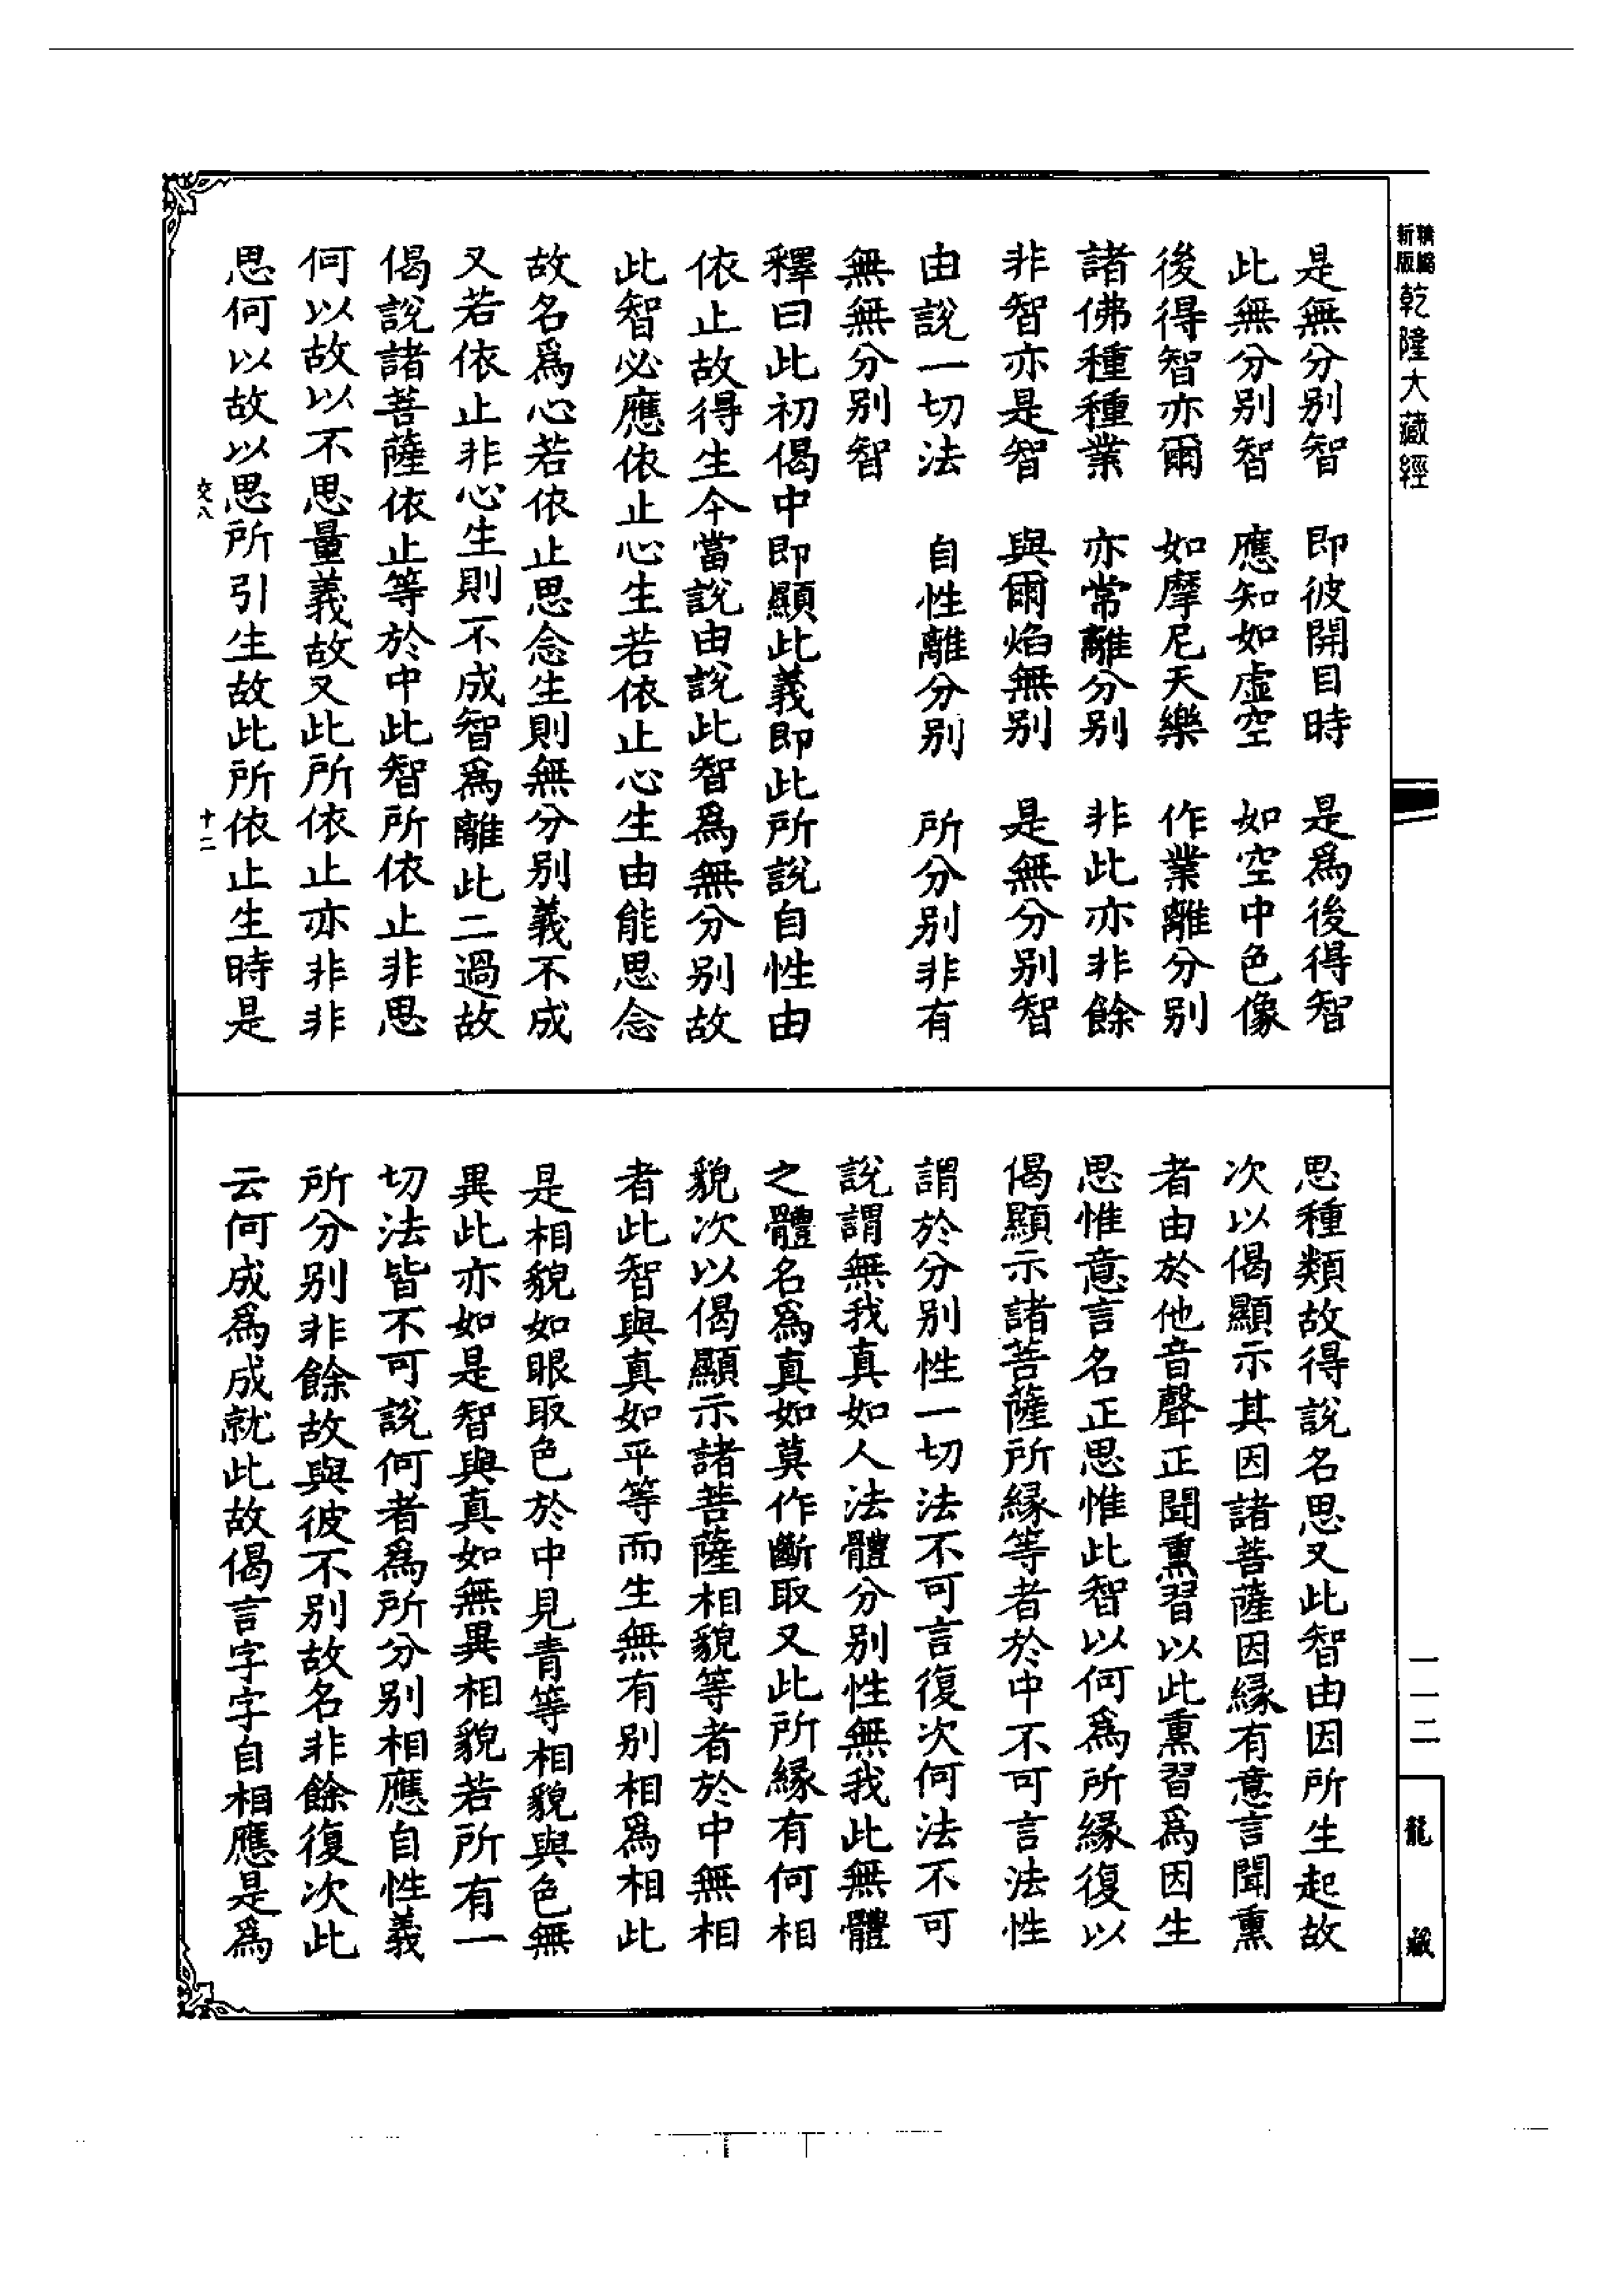 精縮
新版
乾隆大藏經
是無分别智　即彼開目時　是爲後得智
此無分别智　應知如虛空　如空中色像
後得智亦爾　如摩尼天樂　作業離分别
諸佛種種業　亦常離分别　非此亦非餘
非智亦是智　與爾焰無别　是無分别智
由說一切法　自性離分别　所分别非有
無無分别智
釋曰此初偈中即顯此義即此所說自性由
依止故得生今當說由說此智爲無分别故
此智必應依止心生若依止心生由能思念
故名爲心若依止思念生則無分别義不成
又若依止非心生則不成智爲離此二過故
偈說諸菩薩依止等於中此智所依止非思
何以故以不思量義故又此所依止亦非非
思何以故以思所引生故此所依止生時是
交八
十二
思種類故得說名思又此智由因所生起故
次以偈顯示其因諸菩薩因緣有意言聞熏
者由於他音聲正聞熏習以此熏習爲因生
思惟意言名正思惟此智以何爲所緣復以
偈顯示諸菩薩所緣等者於中不可言法性
謂於分别性一切法不可言復次何法不可
說謂無我真如人法體分别性無我此無體
之體名爲真如莫作斷取又此所緣有何相
貌次以偈顯示諸菩薩相貌等者於中無相
者此智與真如平等而生無有别相爲相此
是相貌如眼取色於中見青等相貌與色無
異此亦如是智與真如無異相貌若所有一
切法皆不可說何者爲所分别相應自性義
所分别非餘故與彼不别故名非餘復次此
云何成爲成就此故偈言字字自相應是爲
一一二
龍
藏